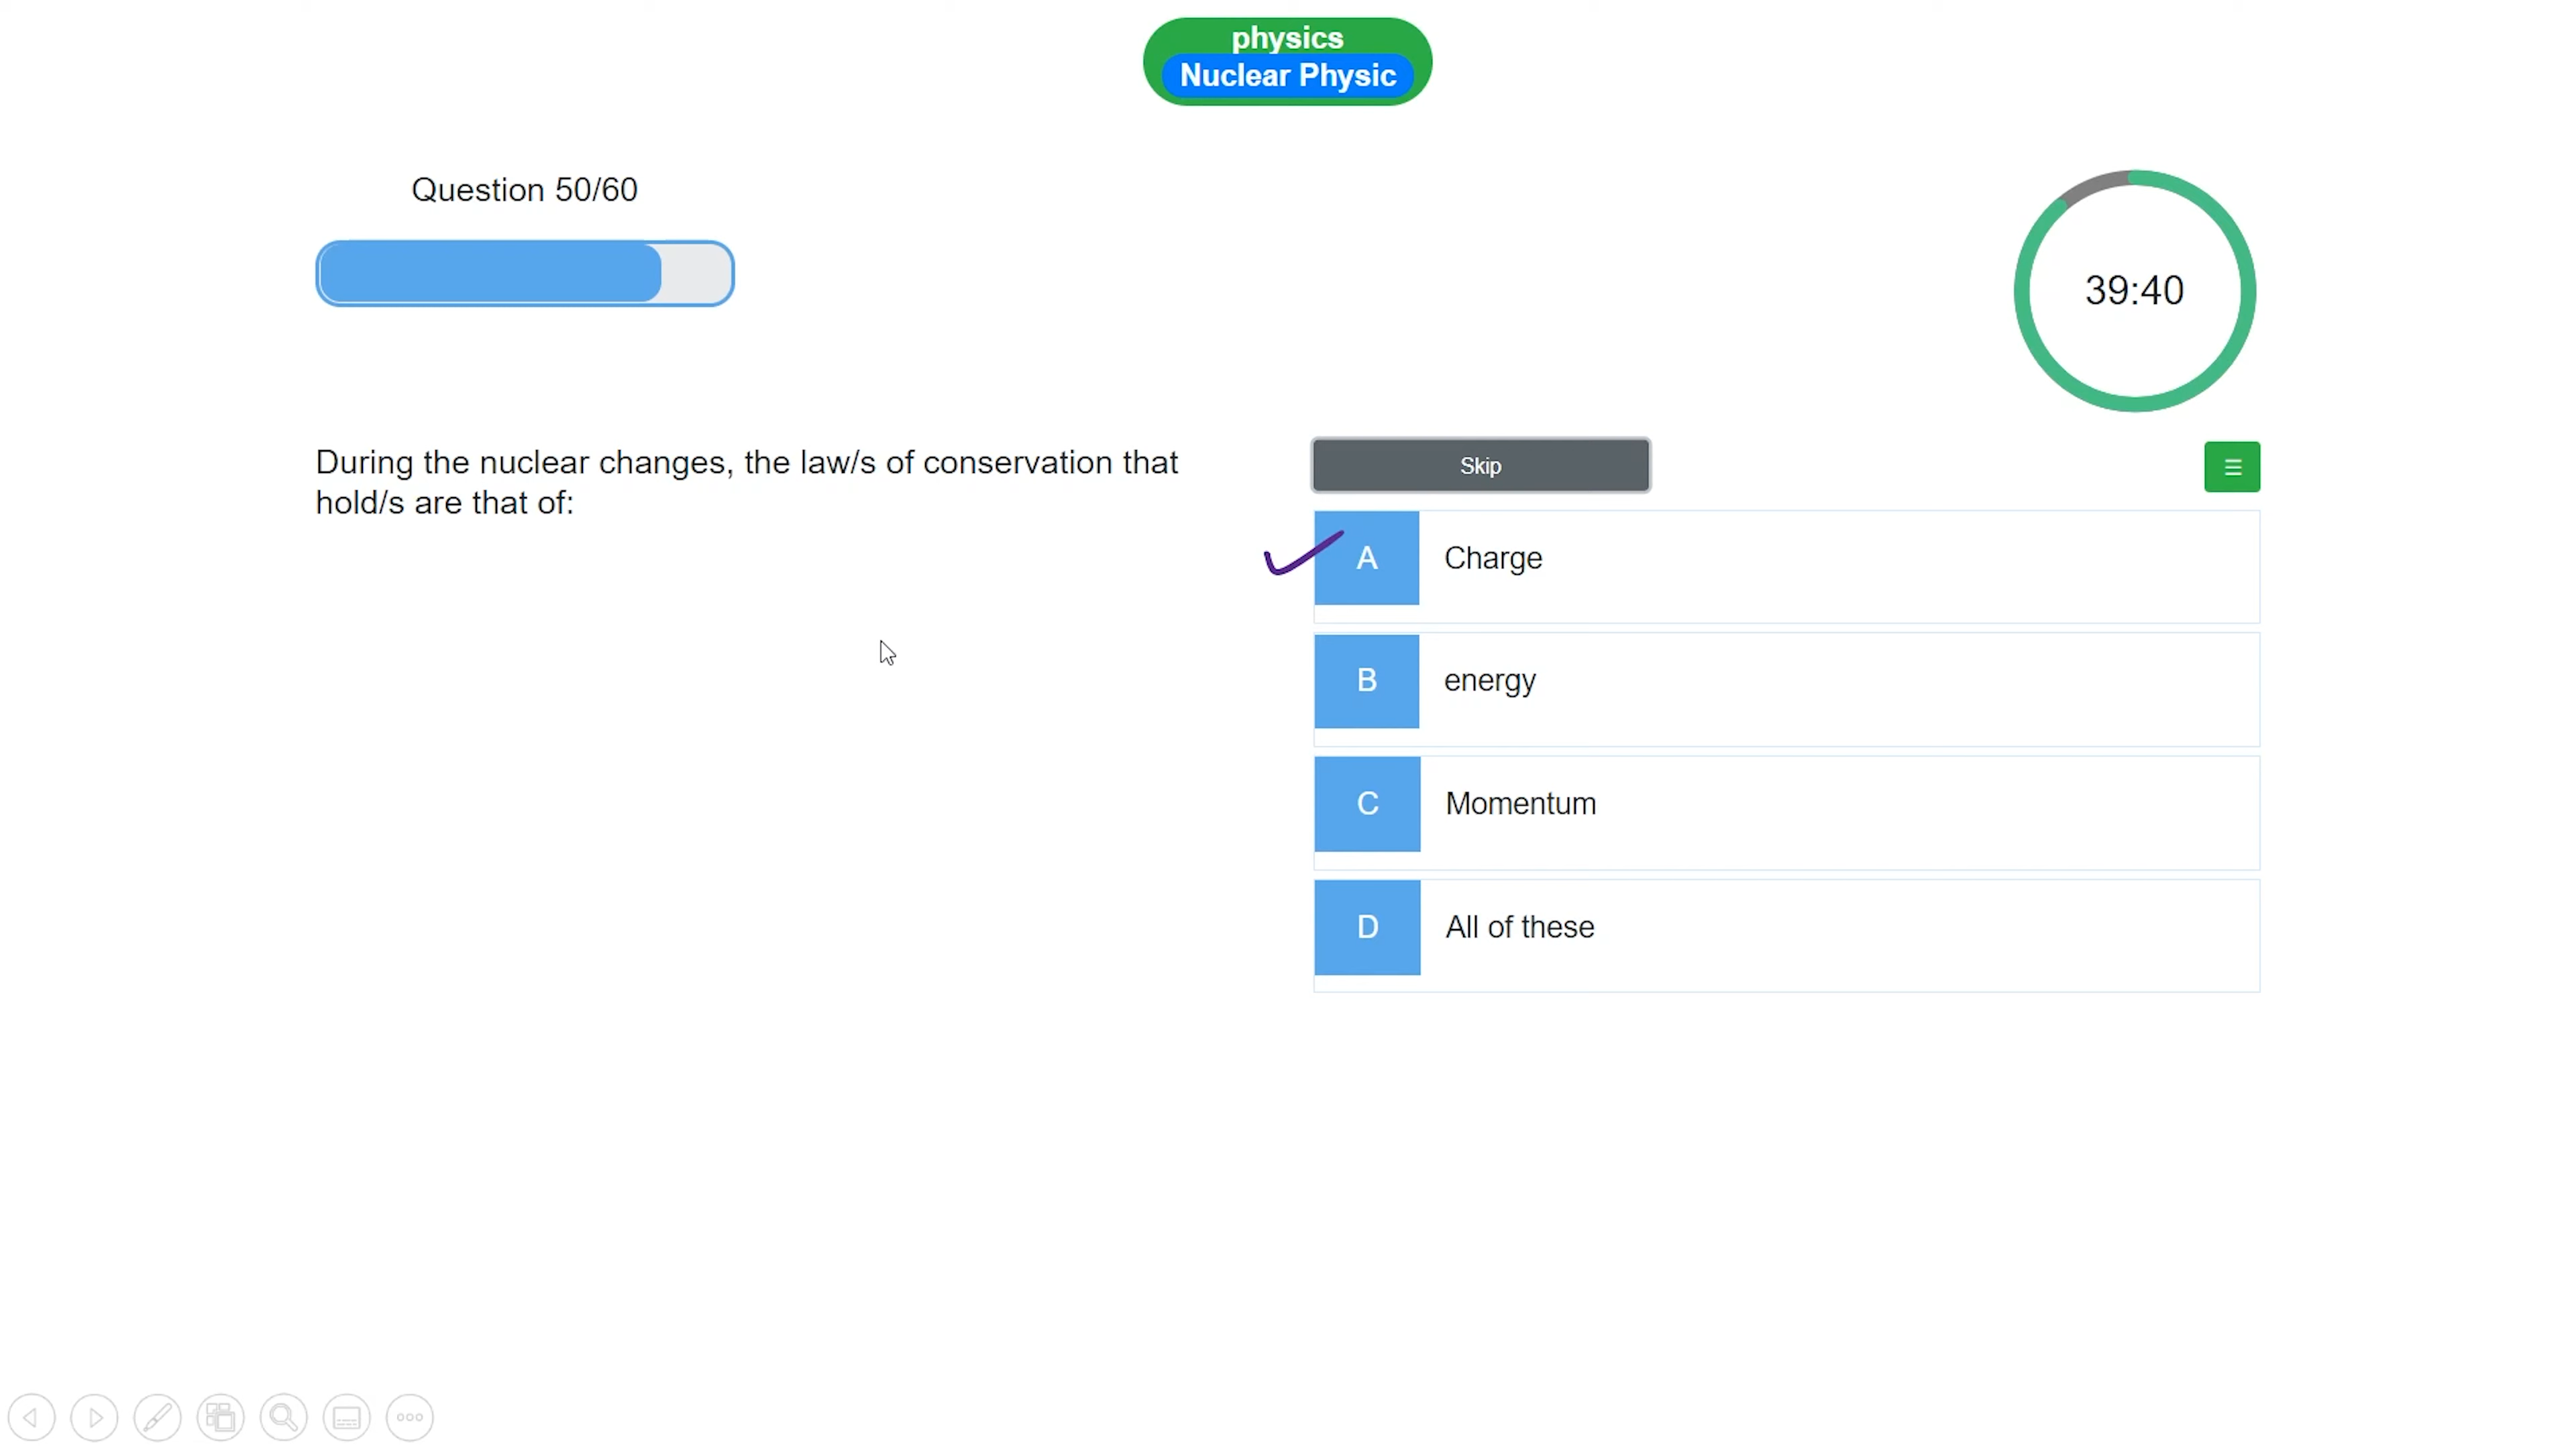 physics
Nuclear Physic
Question 50/60
39:40
During the nuclear changes, the law/s of conservation that
hold/s are that of:
Skip
A Charge
B energy
C Momentum
D All of these